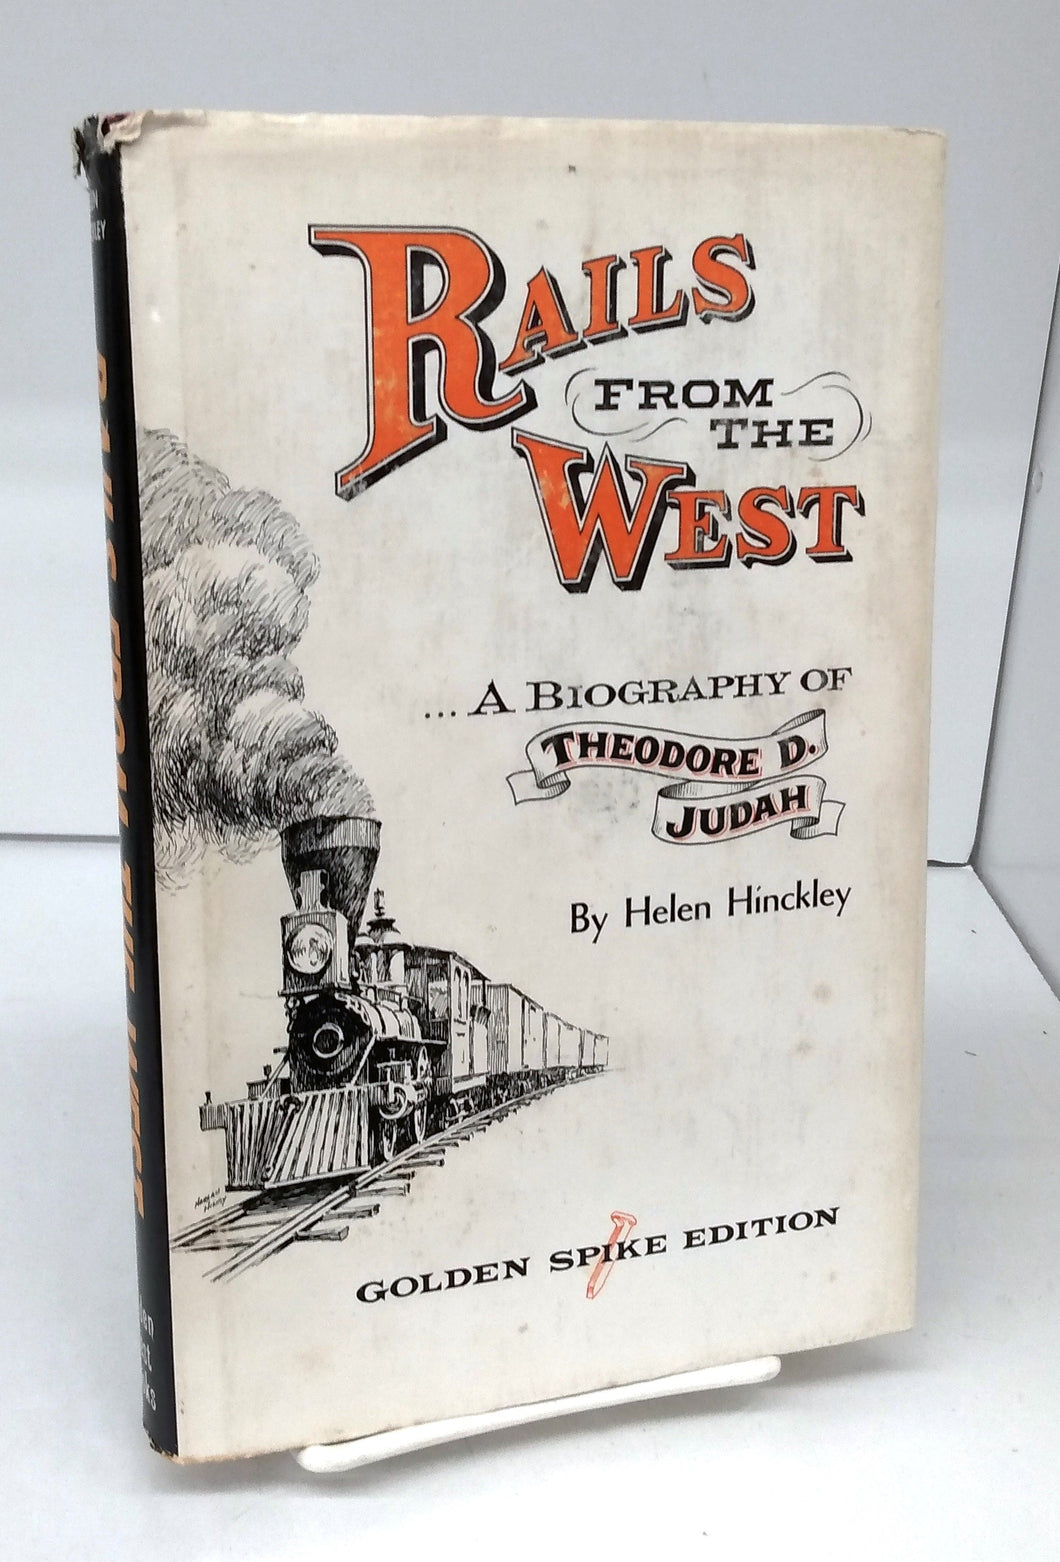 RAILS
FROM
THE
WEST
...A BIOGRAPHY OF
THEODORE D.
JUDAH
By Helen Hinckley
GOLDEN SPIKE EDITION
RAILS FROM THE WEST